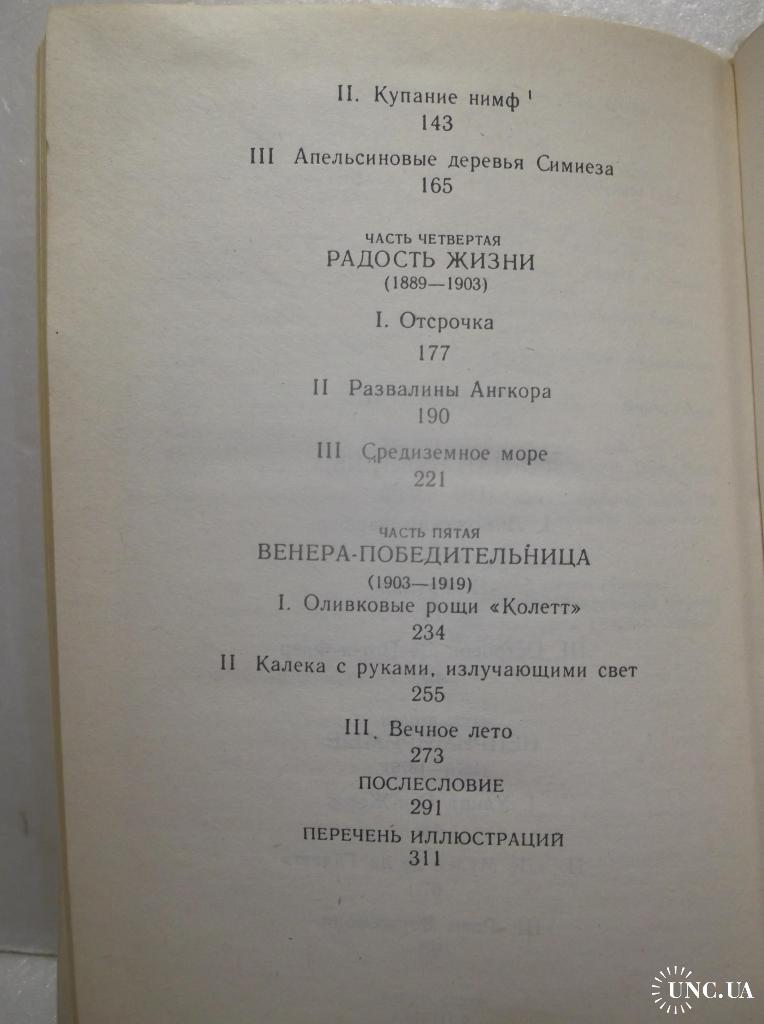 II. Купание нимф
143
III Апельсиновые деревья Симиеза
165
ЧАСТЬ ЧЕТВЕРТАЯ
РАДОСТЬ ЖИЗНИ
(1889—1903)
I. Отсрочка
177
II Развалины Ангкора
190
III Средиземное море
221
ЧАСТЬ ПЯТАЯ
ВЕНЕРА-ПОБЕДИТЕЛЬНИЦА
(1903—1919)
I. Оливковые рощи «Колетт»
234
II Калека с руками, излучающими свет
255
III. Вечное лето
273
ПОСЛЕСЛОВИЕ
291
ПЕРЕЧЕНЬ ИЛЛЮСТРАЦИЙ
311
UNC.UA